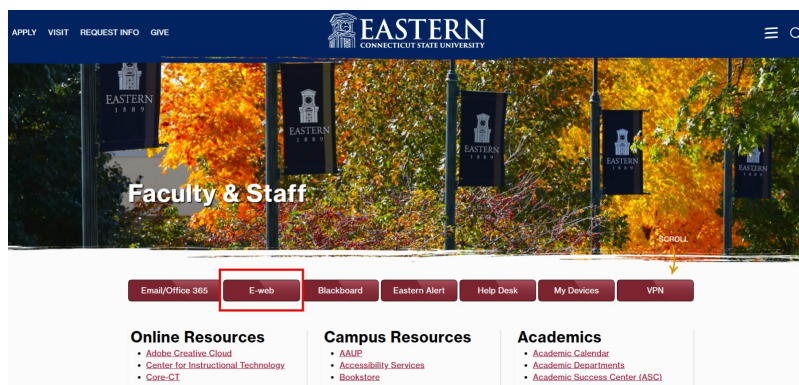 APPLY VISIT REQUEST INFO GIVE
EASTERN
CONNECTICUT STATE UNIVERSITY
EASTERN
1889
EASTERN
1889
EASTERN
1889
EASTERN
1889
EASTERN
1889
Faculty & Staff
SCROLL
Email/Office 365 E-web Blackboard Eastern Alert Help Desk My Devices VPN
Online Resources
• Adobe Creative Cloud
• Center for Instructional Technology
• Core-CT
Campus Resources
• AAUP
• Accessibility Services
• Bookstore
Academics
• Academic Calendar
• Academic Departments
• Academic Success Center (ASC)